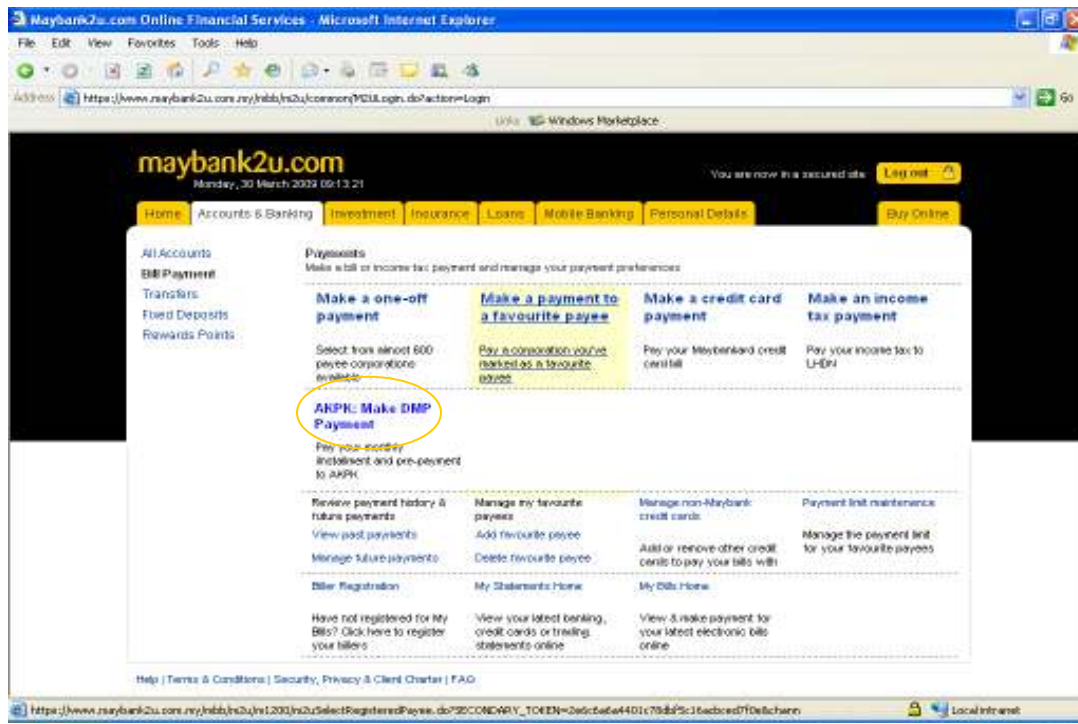 Maybank2u.com Online Financial Services - Microsoft Internet Explorer
File Edit View Favorites Tools Help
Address https://www.maybank2u.com.my/mbb/m2u/common/M2ULogin.do?action=Login Go
Links Windows Marketplace
maybank2u.com
Monday, 30 March 2009 09:13:21
You are now in a secured site Log out
Home Accounts & Banking Investment Insurance Loans Mobile Banking Personal Details Buy Online
All Accounts
Bill Payment
Transfers
Fixed Deposits
Rewards Points
Payments
Make a bill or income tax payment and manage your payment preferences
Make a one-off
payment
Select from almost 600
payee corporations
available
Make a payment to
a favourite payee
Pay a corporation you've
marked as a favourite
payee
Make a credit card
payment
Pay your Maybankard credit
card bill
Make an income
tax payment
Pay your income tax to
LHDN
AKPK: Make DMP
Payment
Pay your monthly
instalment and pre-payment
to AKPK
Review payment history &
future payments
View past payments
Manage future payments
Manage my favourite
payees
Add favourite payee
Delete favourite payee
Manage non-Maybank
credit cards
Add or remove other credit
cards to pay your bills with
Payment limit maintenance
Manage the payment limit
for your favourite payees
Biller Registration
Have not registered for My
Bills? Click here to register
your billers
My Statements Home
View your latest banking,
credit cards or trading
statements online
My Bills Home
View & make payment for
your latest electronic bills
online
Help | Terms & Conditions | Security, Privacy & Client Charter | FAQ
Local intranet